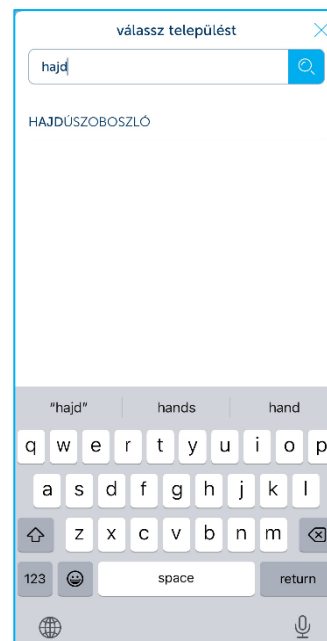 válassz települést
hajd
HAJDÚSZOBOSZLÓ
"hajd" hands hand
q w e r t y u i o p
a s d f g h j k l
z x c v b n m
123 space return